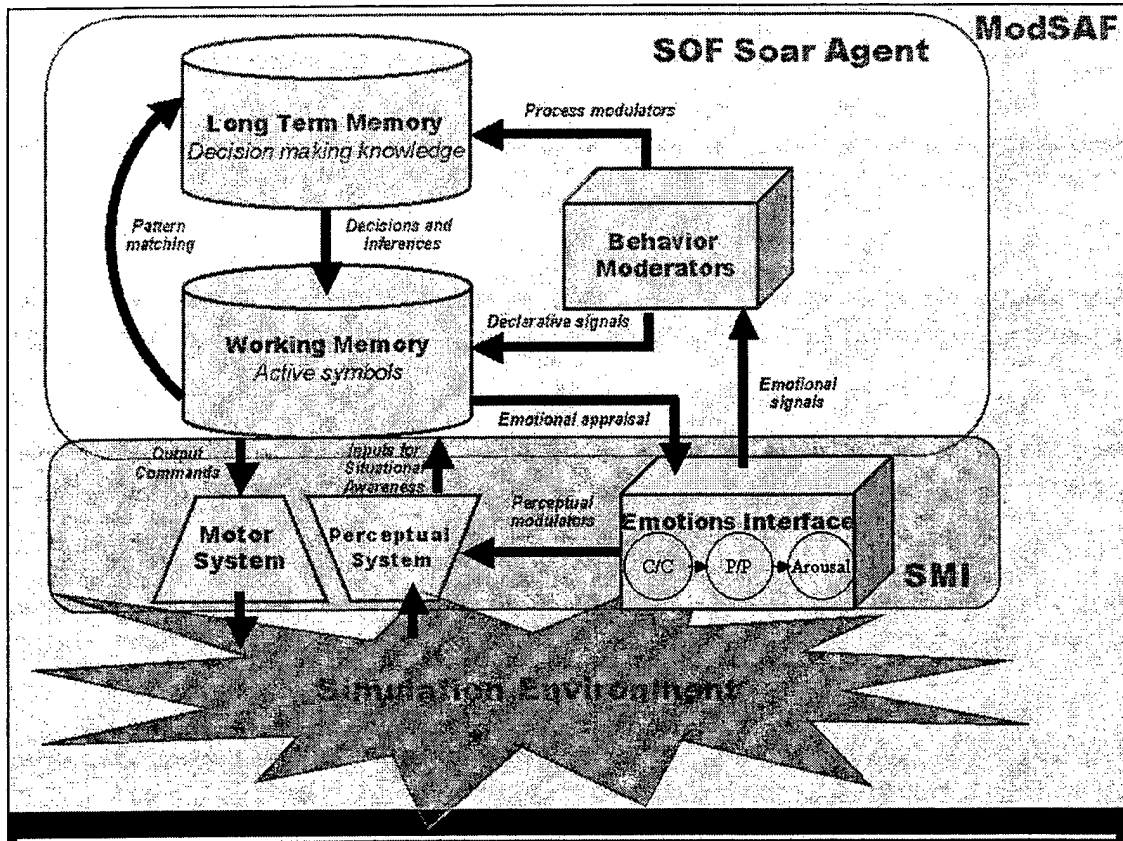 ModSAF
SOF Soar Agent
Process modulators
Long Term Memory
Decision making knowledge
Pattern
matching
Decisions and
inferences
Behavior
Moderators
Declarative signals
Working Memory
Active symbols
Emotional appraisal
Emotional
signals
Output
Commands
Inputs for
Situational
Awareness
Perceptual
modulators
Motor
System
Perceptual
System
Emotions Interface
C/C
P/P
Arousal
SMI
Simulation Environment